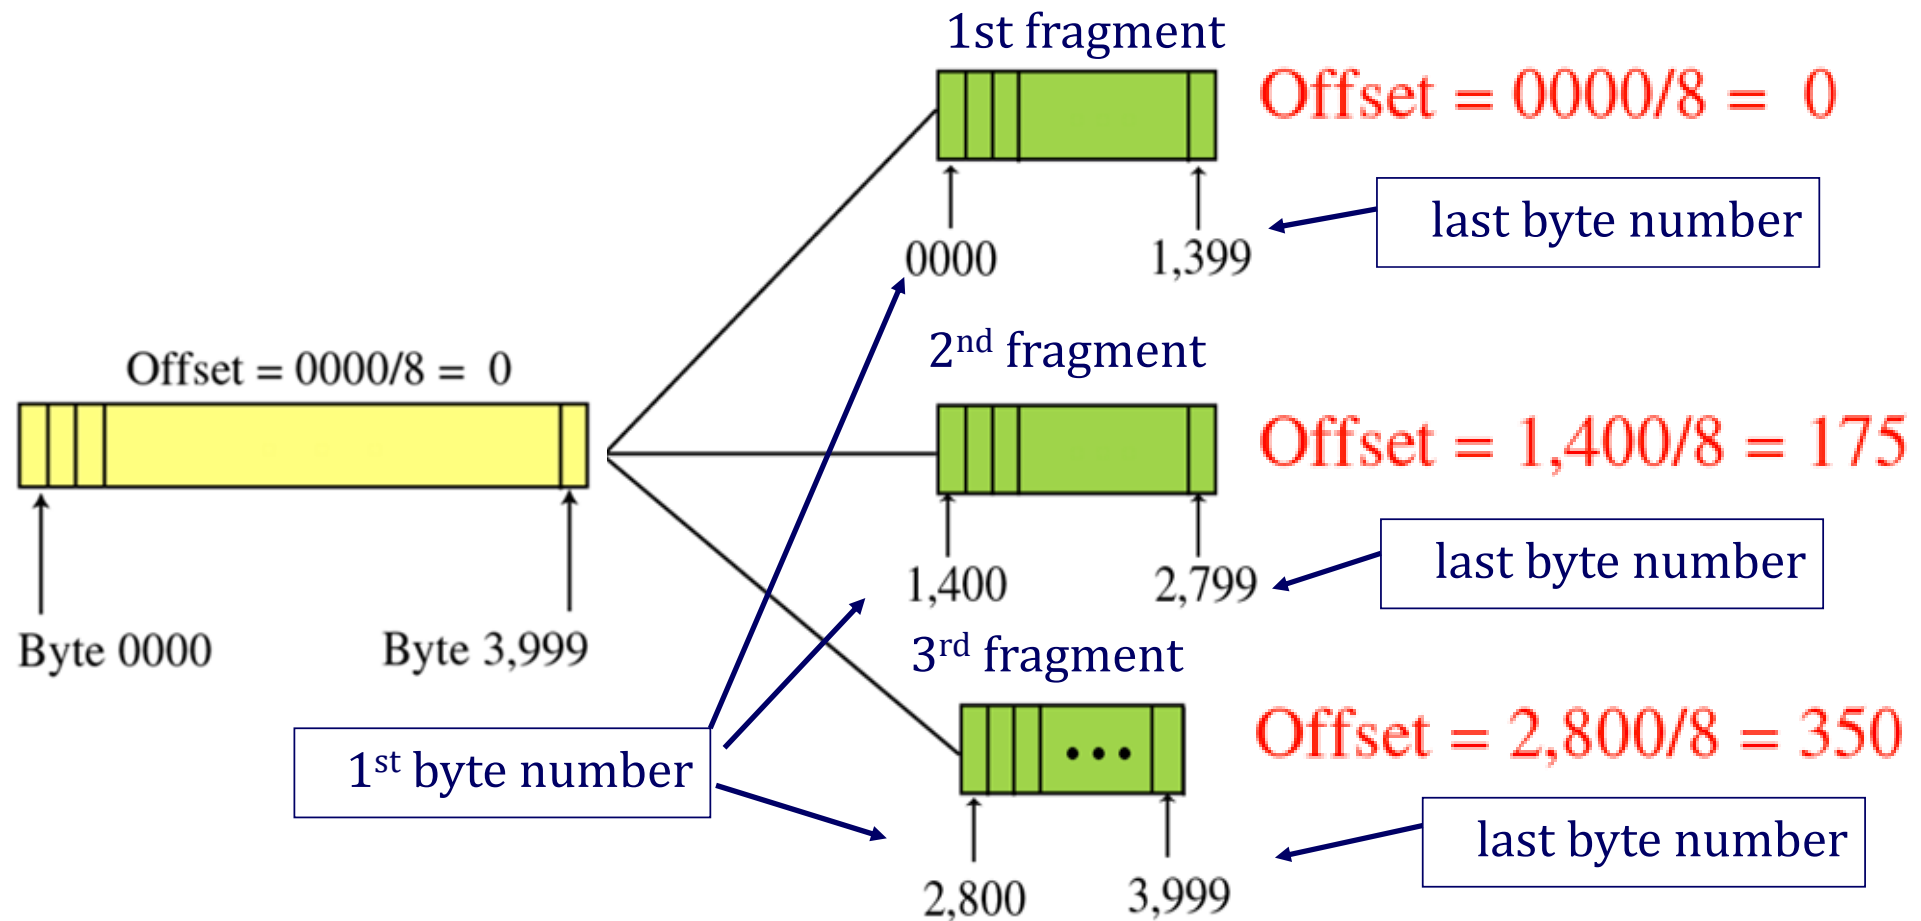 1st fragment
Offset = 0000/8 = 0
last byte number
0000
1,399
2nd fragment
Offset = 0000/8 = 0
Offset = 1,400/8 = 175
last byte number
1,400
2,799
Byte 0000
Byte 3,999
3rd fragment
Offset = 2,800/8 = 350
1st byte number
•••
last byte number
2,800
3,999